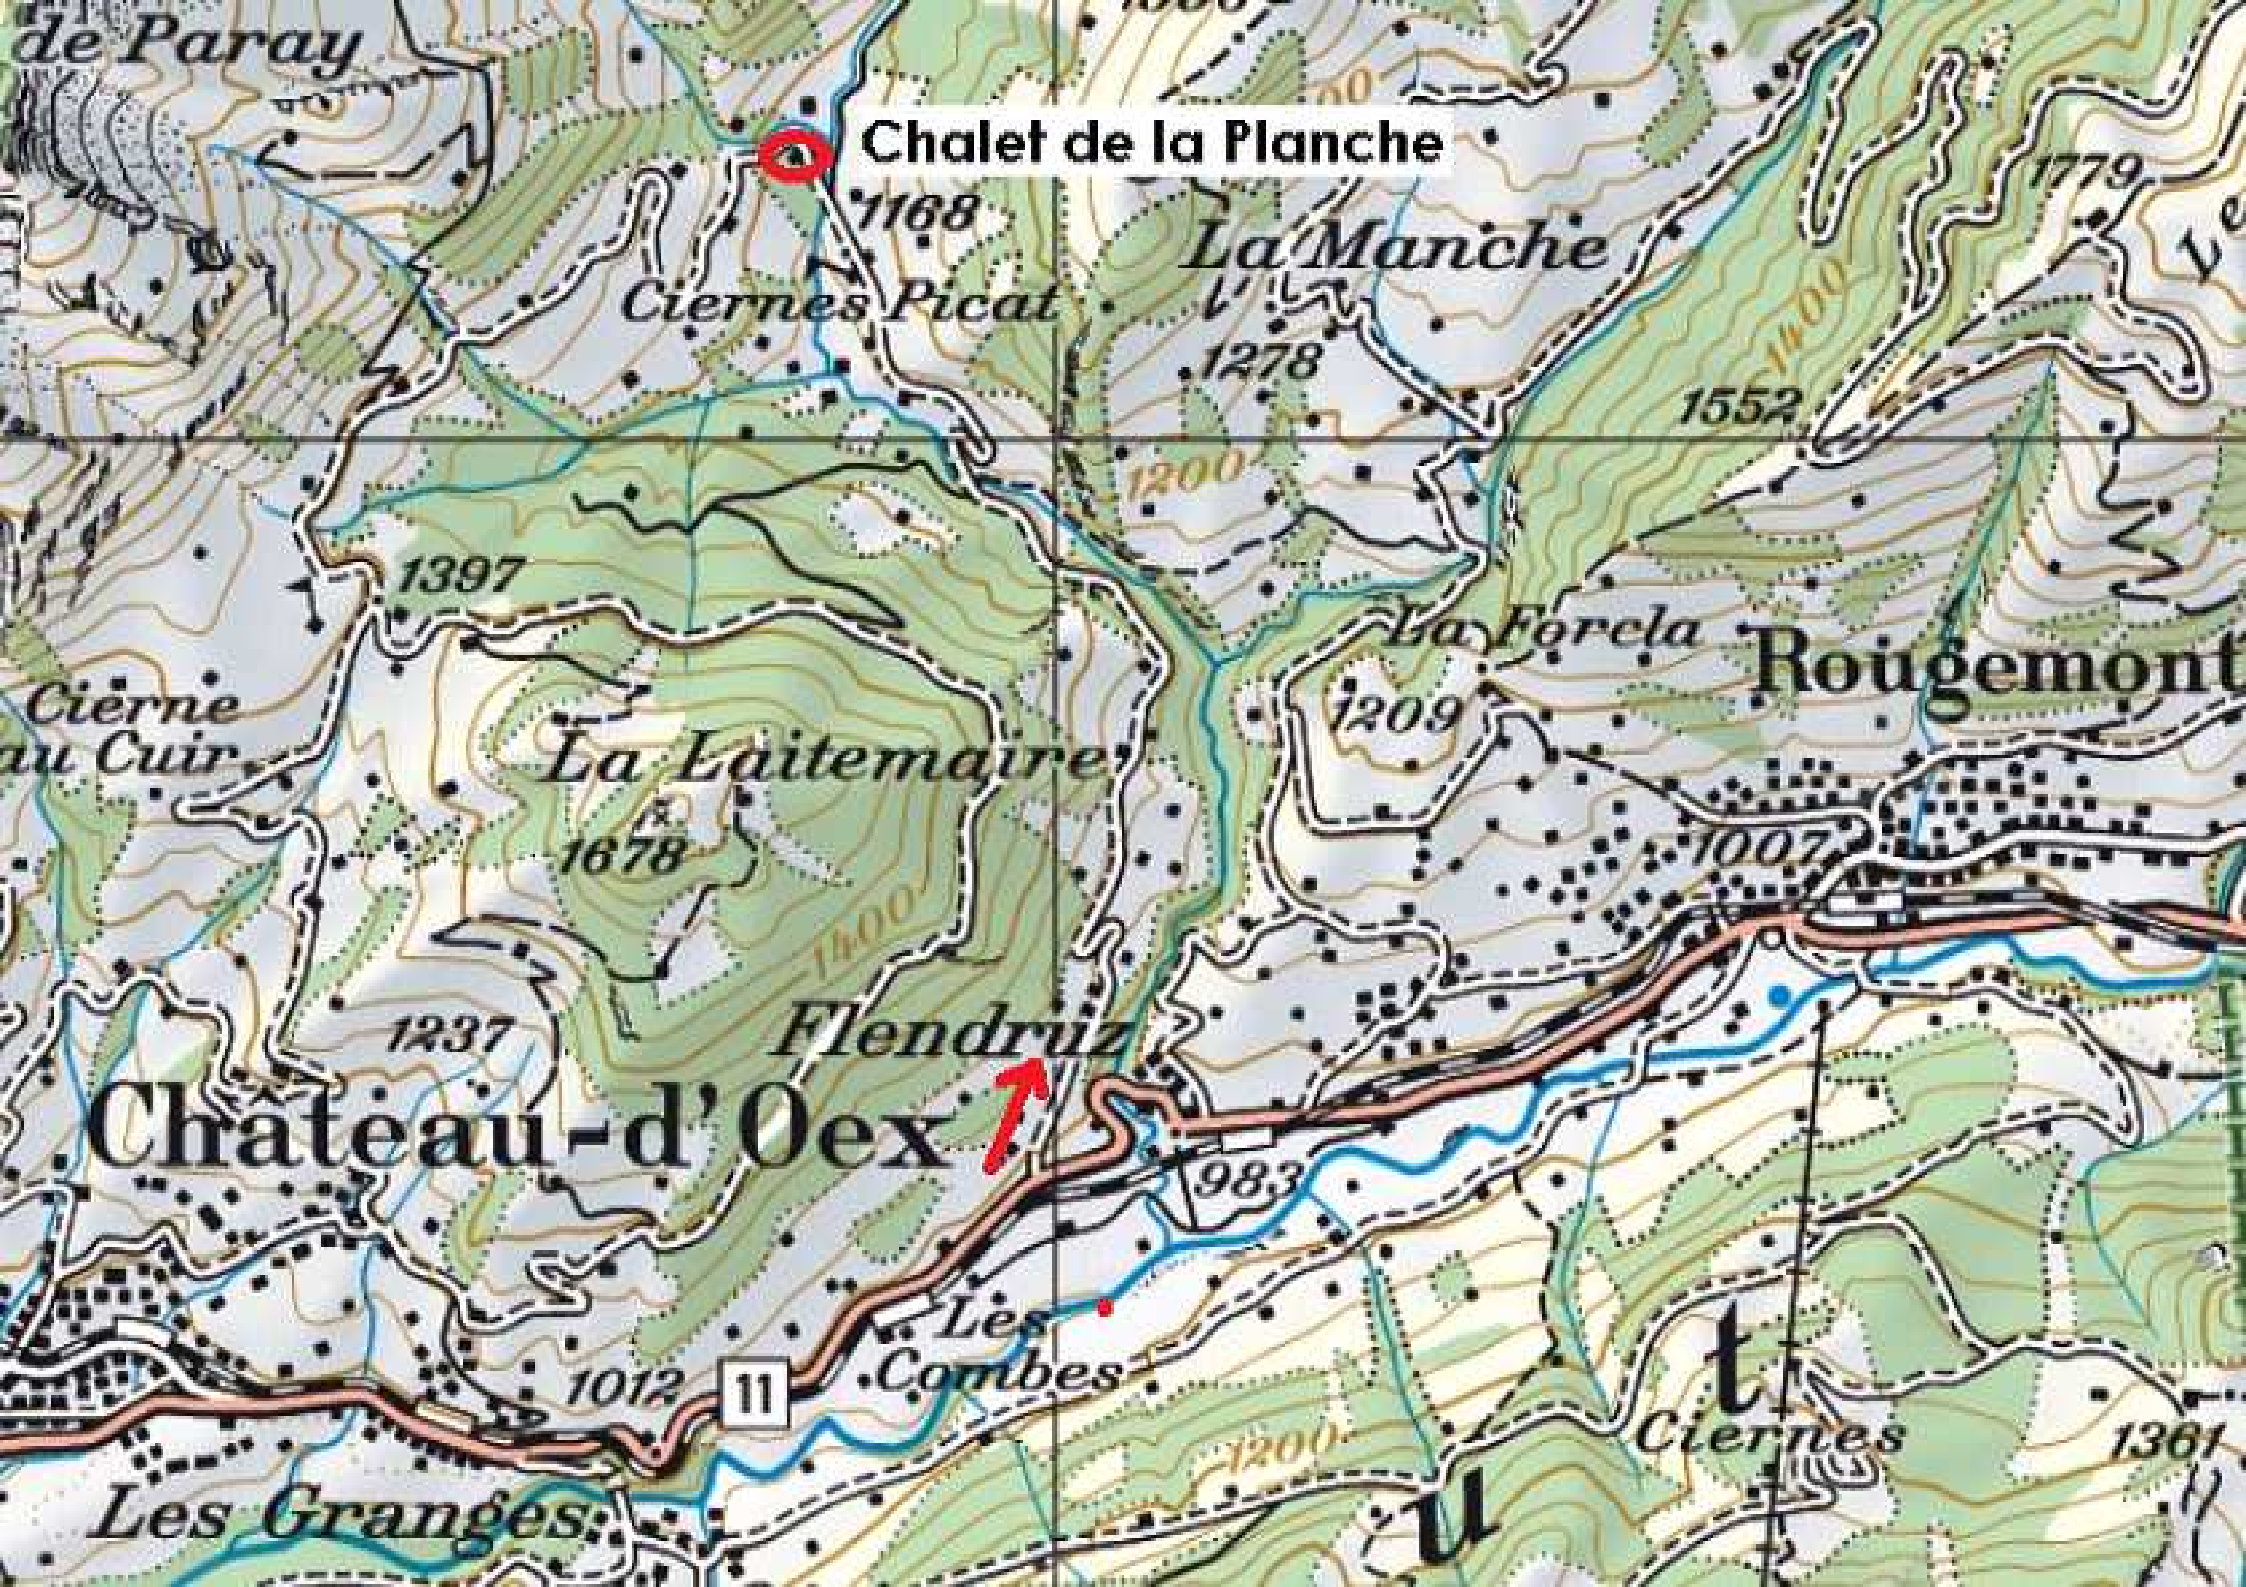 de Paray
Chalet de la Planche
1779
1168
La Manche
Ciernes Picat
1278
1400
1552
1200
1397
La Forcla
Rougemont
Cierne
au Cuir
1209
La Laitemaire
1678
1007
1400
Flendruz
1237
Château-d'Oex
983
Les
Combes
1012
11
t
Ciernes
1361
1200
u
Les Granges